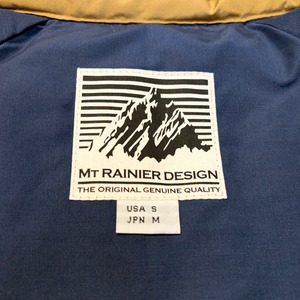 MT RAINIER DESIGN
THE ORIGINAL GENUINE QUALITY
USA S
JPN M